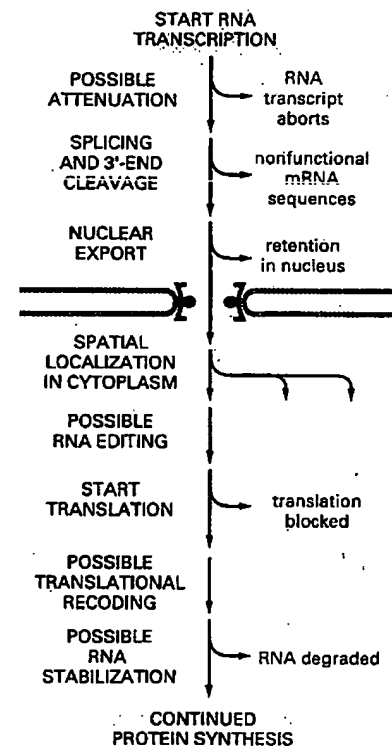 START RNA
TRANSCRIPTION
POSSIBLE
ATTENUATION
RNA
transcript
aborts
SPLICING
AND 3'-END
CLEAVAGE
nonfunctional
mRNA
sequences
NUCLEAR
EXPORT
retention
in nucleus
SPATIAL
LOCALIZATION
IN CYTOPLASM
POSSIBLE
RNA EDITING
START
TRANSLATION
translation
blocked
POSSIBLE
TRANSLATIONAL
RECODING
POSSIBLE
RNA
STABILIZATION
RNA degraded
CONTINUED
PROTEIN SYNTHESIS